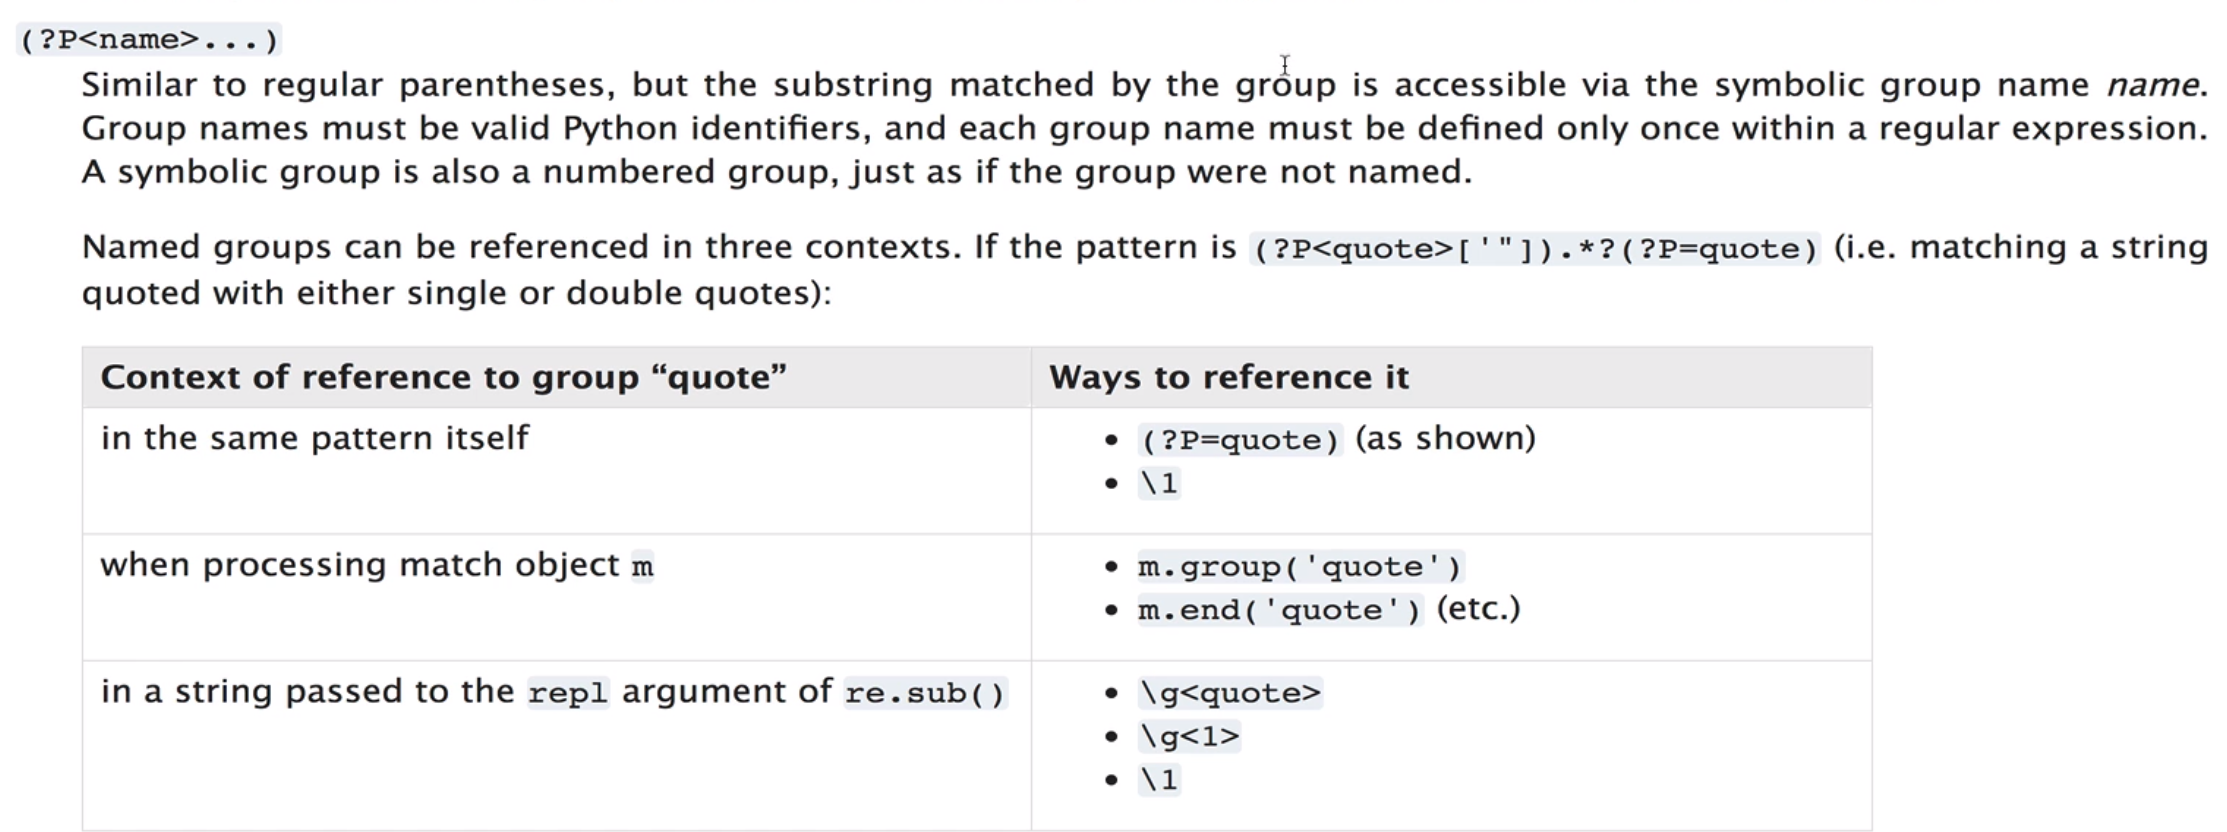 (?P<name>...)
Similar to regular parentheses, but the substring matched by the group is accessible via the symbolic group name name.
Group names must be valid Python identifiers, and each group name must be defined only once within a regular expression.
A symbolic group is also a numbered group, just as if the group were not named.
Named groups can be referenced in three contexts. If the pattern is (?P<quote>['"]).*?(?P=quote) (i.e. matching a string
quoted with either single or double quotes):
Context of reference to group “quote”
Ways to reference it
in the same pattern itself
• (?P=quote) (as shown)
• \1
when processing match object m
• m.group('quote')
• m.end('quote') (etc.)
in a string passed to the repl argument of re.sub()
• \g<quote>
• \g<1>
• \1